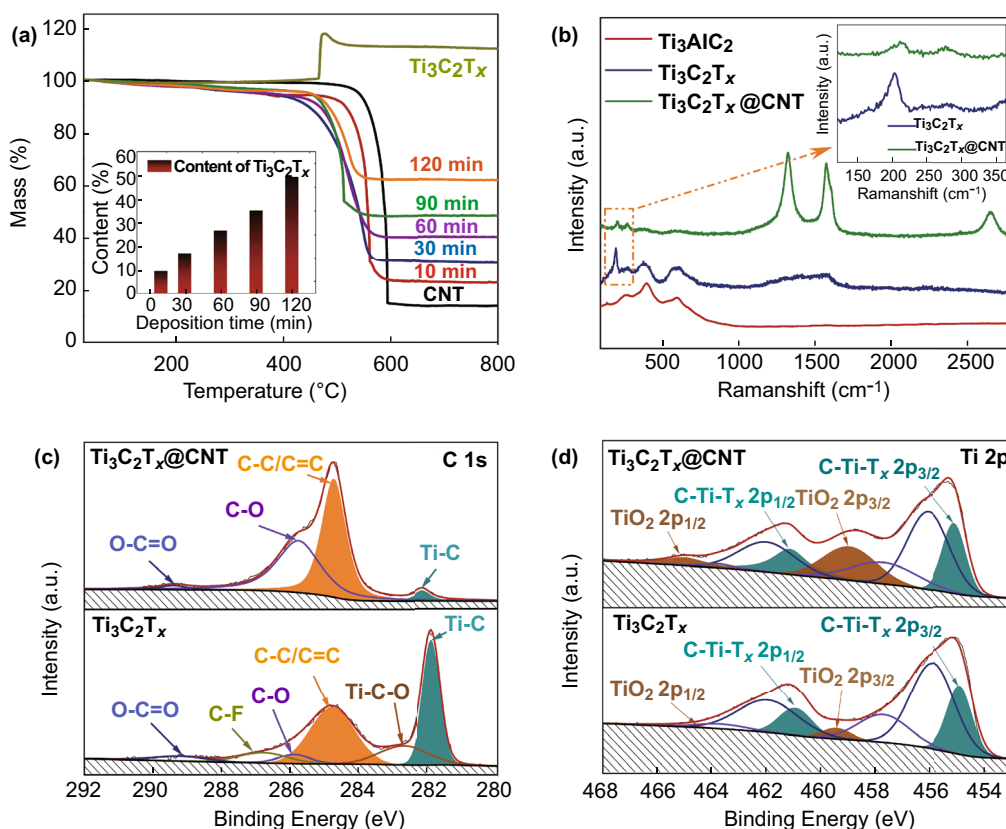 (a)
Ti₃C₂Tx
120 min
90 min
60 min
30 min
10 min
CNT
Mass (%)
120
100
80
60
40
20
0
200 400 600 800
Temperature (°C)
Content of Ti₃C₂Tx
Content (%)
60
50
40
30
20
10
0
0 30 60 90 120
Deposition time (min)
(b)
Ti₃AlC₂
Ti₃C₂Tx
Ti₃C₂Tx @CNT
Intensity (a.u.)
500 1000 1500 2000 2500
Ramanshift (cm⁻¹)
Intensity (a.u.)
Ti₃C₂Tx
Ti₃C₂Tx@CNT
150 200 250 300 350
Ramanshift (cm⁻¹)
(c)
Ti₃C₂Tx@CNT
C 1s
C-C/C=C
C-O
O-C=O
Ti-C
Ti₃C₂Tx
Ti-C
C-C/C=C
Ti-C-O
C-O
C-F
O-C=O
Intensity (a.u.)
292 290 288 286 284 282 280
Binding Energy (eV)
(d)
Ti₃C₂Tx@CNT
Ti 2p
C-Ti-Tₓ 2p₃/₂
C-Ti-Tₓ 2p₁/₂
TiO₂ 2p₃/₂
TiO₂ 2p₁/₂
Ti₃C₂Tx
C-Ti-Tₓ 2p₃/₂
C-Ti-Tₓ 2p₁/₂
TiO₂ 2p₃/₂
TiO₂ 2p₁/₂
Intensity (a.u.)
468 466 464 462 460 458 456 454
Binding Energy (eV)